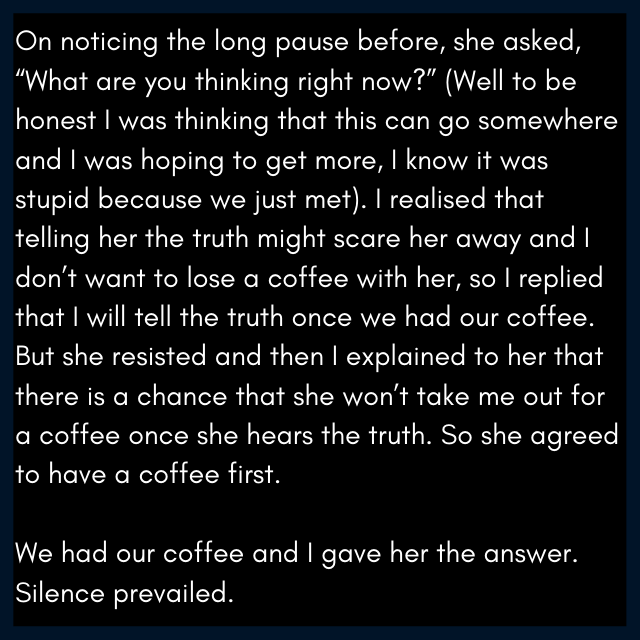 On noticing the long pause before, she asked,
“What are you thinking right now?” (Well to be
honest I was thinking that this can go somewhere
and I was hoping to get more, I know it was
stupid because we just met). I realised that
telling her the truth might scare her away and I
don’t want to lose a coffee with her, so I replied
that I will tell the truth once we had our coffee.
But she resisted and then I explained to her that
there is a chance that she won’t take me out for
a coffee once she hears the truth. So she agreed
to have a coffee first.

We had our coffee and I gave her the answer.
Silence prevailed.